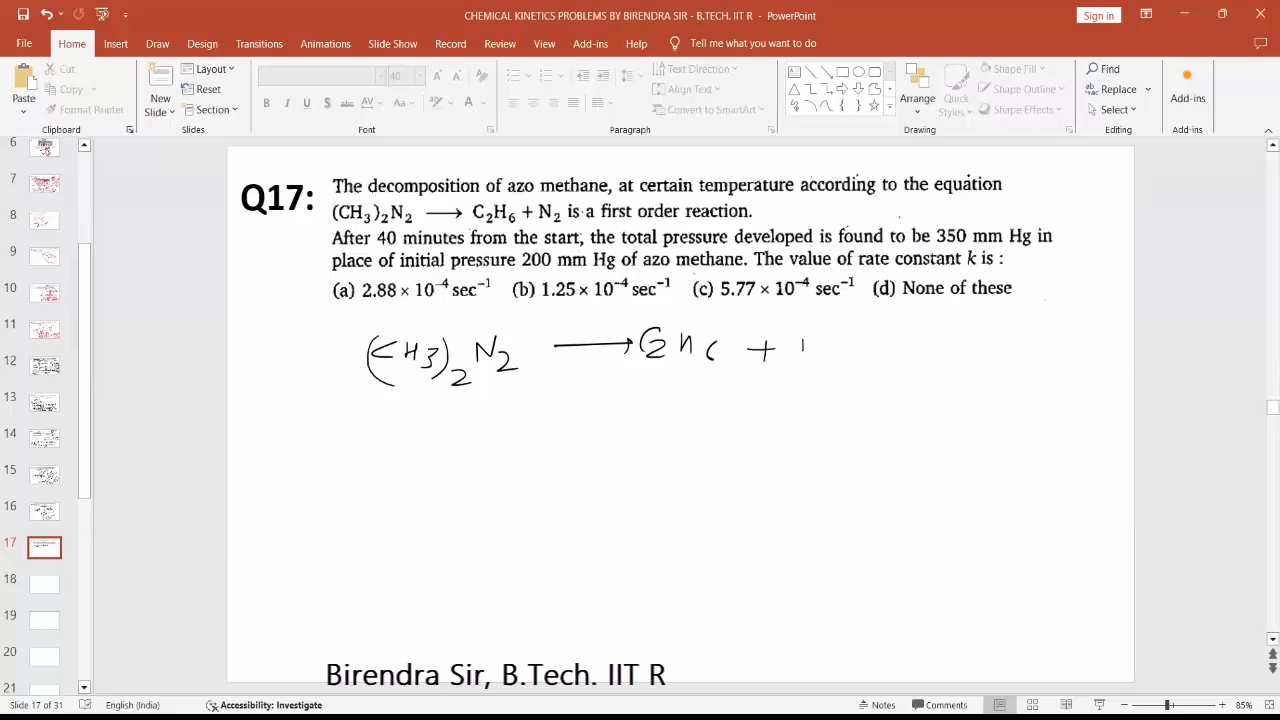 CHEMICAL KINETICS PROBLEMS BY BIRENDRA SIR - B.TECH. IIT R - PowerPoint
Sign in
File Home Insert Draw Design Transitions Animations Slide Show Record Review View Add-ins Help Tell me what you want to do
Paste Cut Copy Format Painter
New Slide Layout Reset Section
40
B I U S abc AV Aa A
Text Direction Align Text Convert to SmartArt
Arrange Quick Styles Shape Fill Shape Outline Shape Effects
Find Replace Select
Add-ins
Clipboard Slides Font Paragraph Drawing Editing Add-ins
6
7
8
9
10
11
12
13
14
15
16
17
18
19
20
21
Q17: The decomposition of azo methane, at certain temperature according to the equation
(CH₃)₂N₂ ⟶ C₂H₆ + N₂ is a first order reaction.
After 40 minutes from the start, the total pressure developed is found to be 350 mm Hg in
place of initial pressure 200 mm Hg of azo methane. The value of rate constant k is :
(a) 2.88 × 10⁻⁴ sec⁻¹ (b) 1.25 × 10⁻⁴ sec⁻¹ (c) 5.77 × 10⁻⁴ sec⁻¹ (d) None of these
(CH3)₂N₂ ⟶ C2H6 +
Birendra Sir, B.Tech. IIT R
Slide 17 of 31 English (India) Accessibility: Investigate Notes Comments 85%